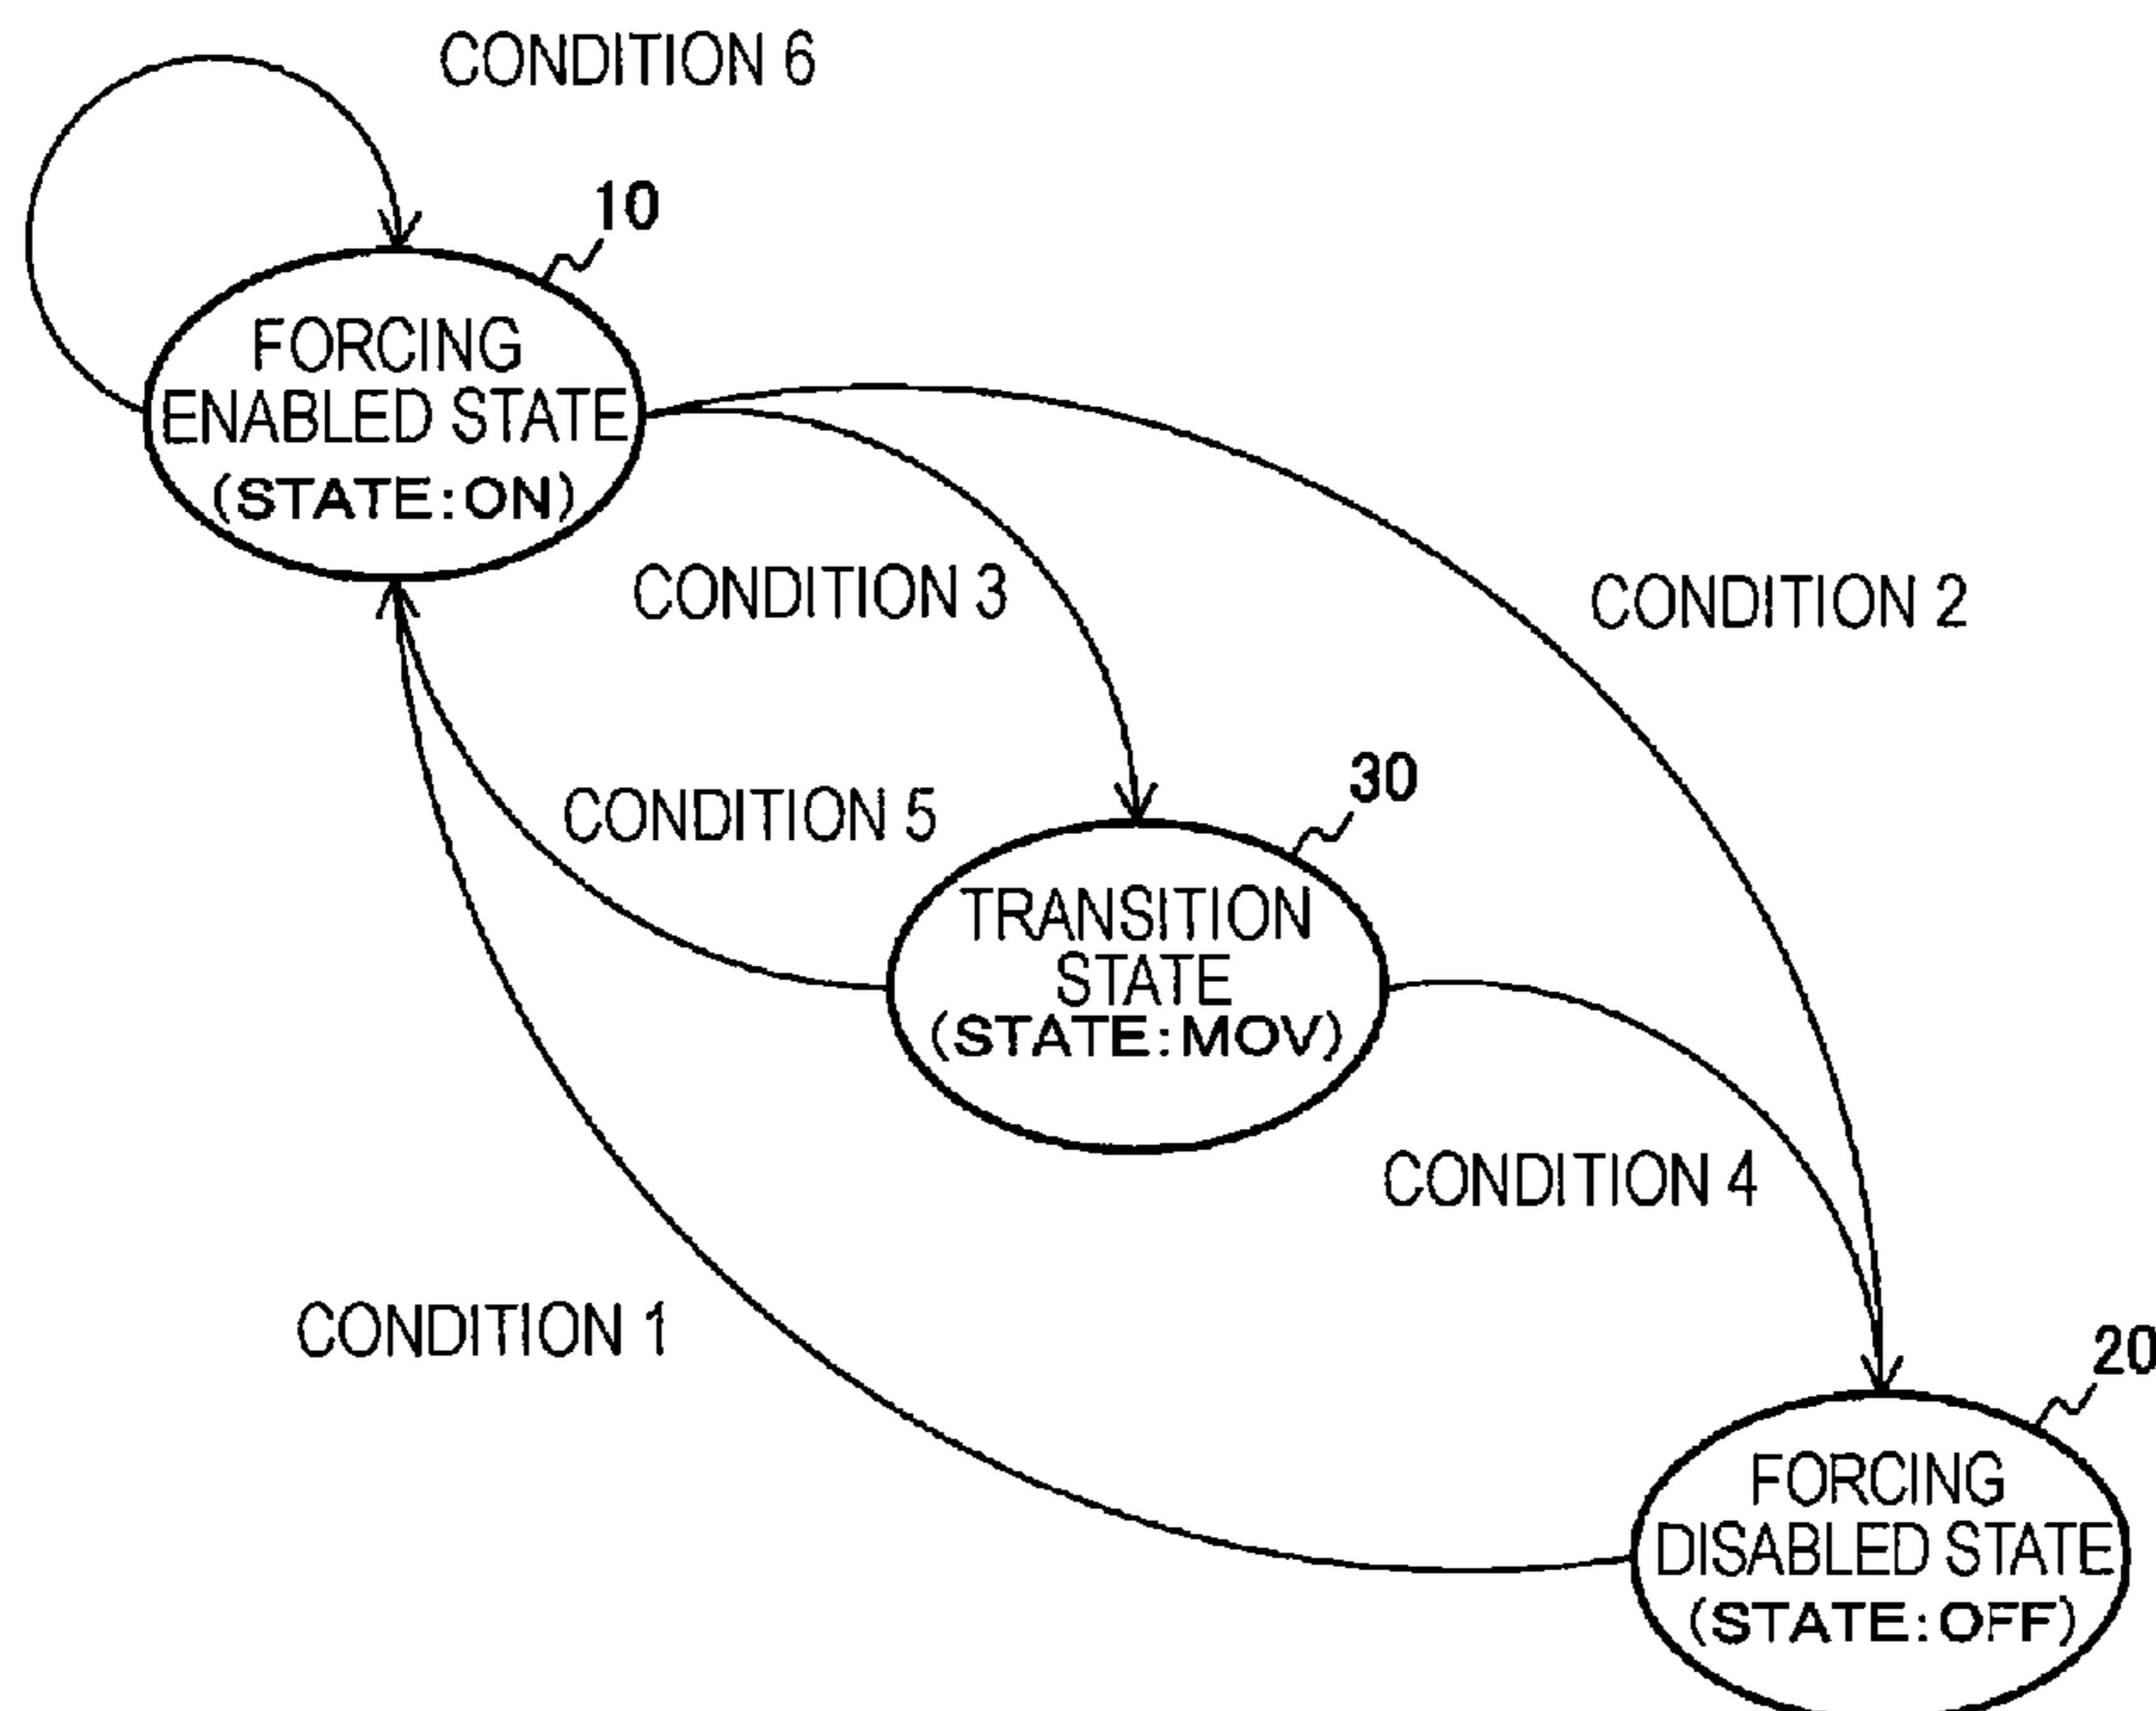 CONDITION 6
10
FORCING
ENABLED STATE
(STATE:ON)
CONDITION 3
CONDITION 2
30
CONDITION 5
TRANSITION
STATE
(STATE:MOV)
CONDITION 4
CONDITION 1
20
FORCING
DISABLED STATE
(STATE:OFF)